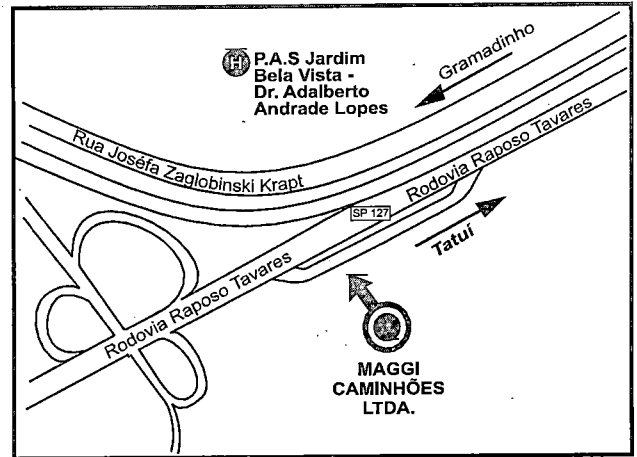 H
P.A.S Jardim
Bela Vista -
Dr. Adalberto
Andrade Lopes
Gramadinho
Rua Joséfa Zaglobinski Krapt
Rodovia Raposo Tavares
SP 127
Tatuí
Rodovia Raposo Tavares
MAGGI
CAMINHÕES
LTDA.